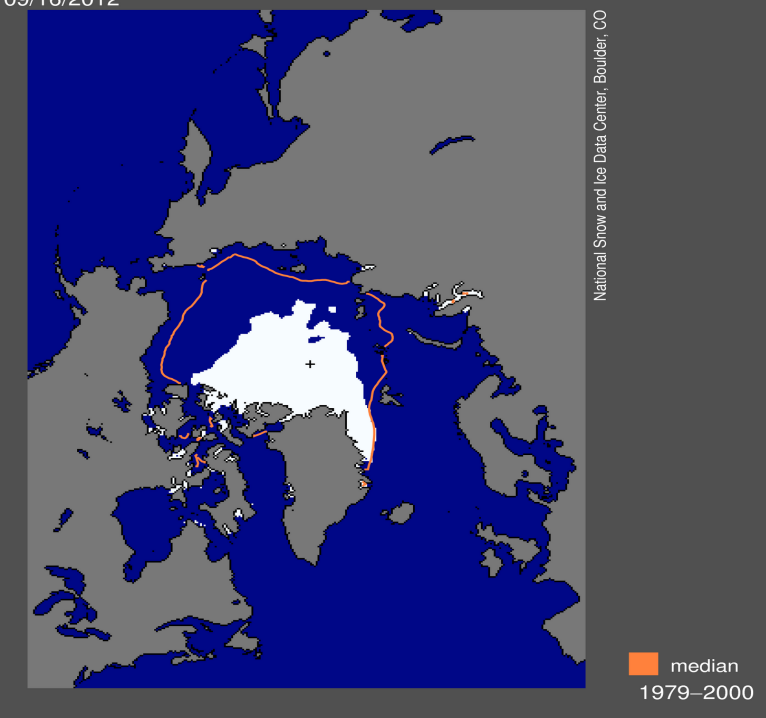 09/16/2012
National Snow and Ice Data Center, Boulder, CO
median
1979–2000